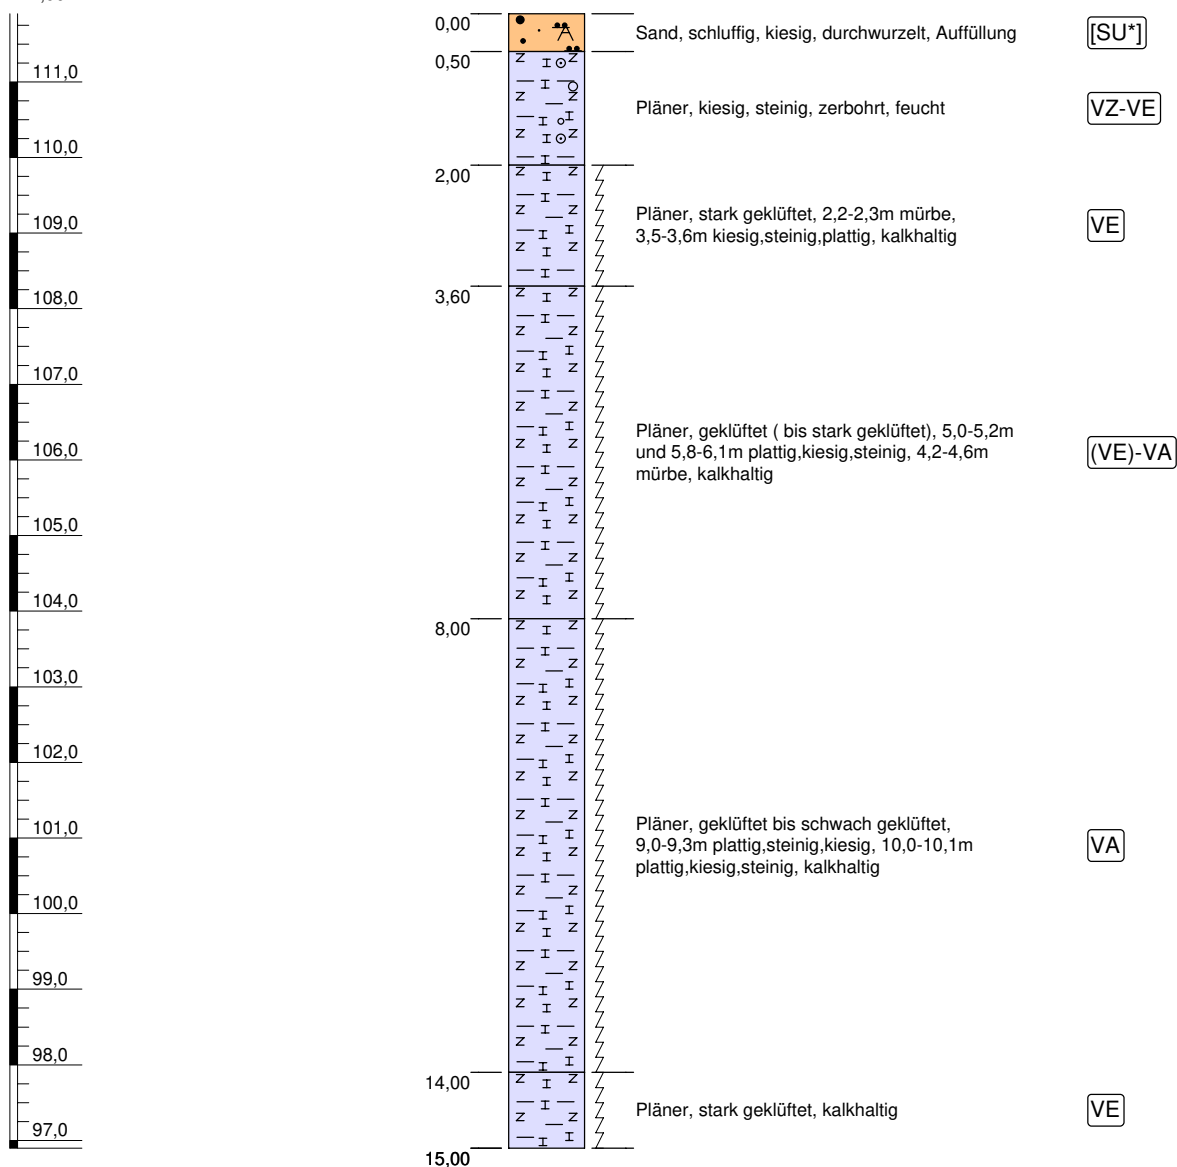 0,00
Sand, schluffig, kiesig, durchwurzelt, Auffüllung
[SU*]
0,50
111,0
Pläner, kiesig, steinig, zerbohrt, feucht
VZ-VE
110,0
2,00
109,0
Pläner, stark geklüftet, 2,2-2,3m mürbe,
3,5-3,6m kiesig,steinig,plattig, kalkhaltig
VE
108,0
3,60
107,0
106,0
Pläner, geklüftet ( bis stark geklüftet), 5,0-5,2m
und 5,8-6,1m plattig,kiesig,steinig, 4,2-4,6m
mürbe, kalkhaltig
(VE)-VA
105,0
104,0
8,00
103,0
102,0
101,0
Pläner, geklüftet bis schwach geklüftet,
9,0-9,3m plattig,steinig,kiesig, 10,0-10,1m
plattig,kiesig,steinig, kalkhaltig
VA
100,0
99,0
98,0
14,00
Pläner, stark geklüftet, kalkhaltig
VE
97,0
15,00